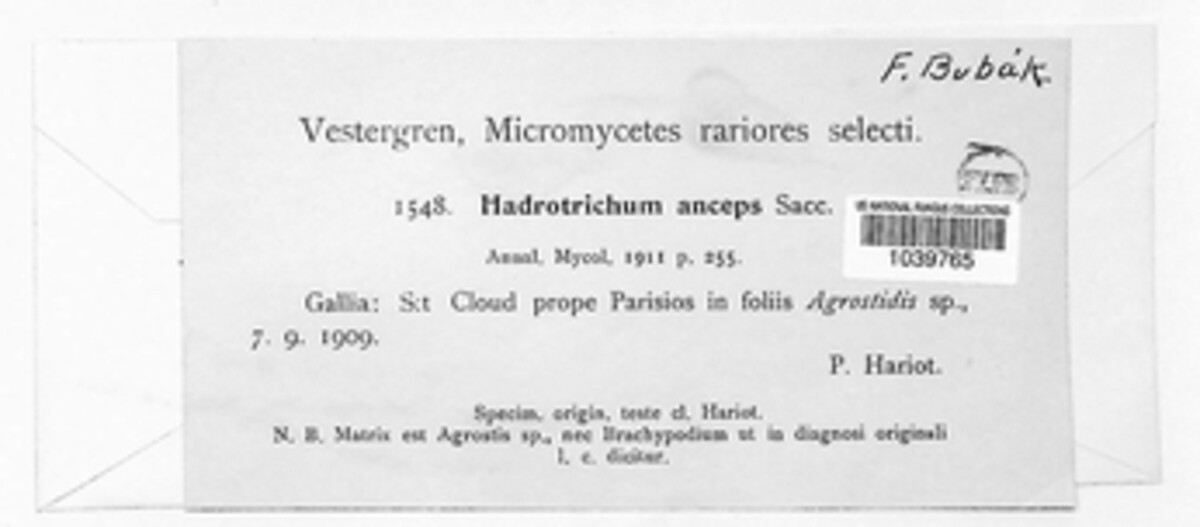 F. Bubák.
Vestergren, Micromycetes rariores selecti.
1548. Hadrotrichum anceps Sacc.
US NATIONAL FUNGUS COLLECTIONS
1039765
Annal. Mycol. 1911 p. 255.
Gallia: S:t Cloud prope Parisios in foliis Agrostidis sp.,
7. 9. 1909.
P. Hariot.
Specim. origin. teste cl. Hariot.
N. B. Matrix est Agrostis sp., nec Brachypodium ut in diagnosi originali
l. c. dicitur.